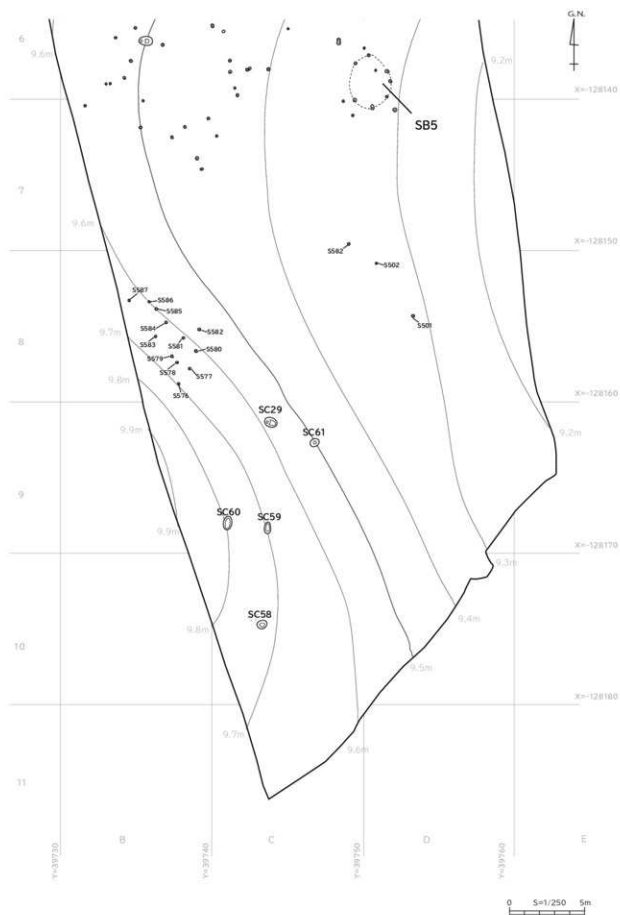 G.N.
6
9.6m
9.2m
X=-128140
SB5
7
9.6m
X=-128150
SS82
SS02
SS87
SS86
SS85
SS01
SS84
SS82
8
SS83
SS81
SS80
9.7m
SS79
SS78
SS77
9.8m
SS76
X=-128160
SC29
9.9m
SC61
9.2m
9
SC60
SC59
9.9m
X=-128170
9.3m
SC58
9.4m
9.8m
10
9.5m
X=-128180
9.7m
9.6m
11
B
C
D
E
Y=39730
Y=39740
Y=39750
Y=39760
0 S=1/250 5m